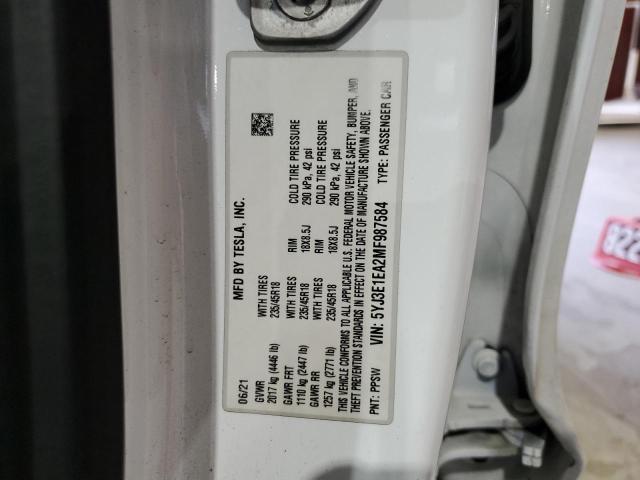 MFD BY TESLA, INC.
06/21
GVWR WITH TIRES RIM COLD TIRE PRESSURE
2017 kg (4446 lb) 235/45R18 18X8.5J 290 kPa, 42 psi
GAWR FRT WITH TIRES RIM COLD TIRE PRESSURE
1110 kg (2447 lb) 235/45R18 18X8.5J 290 kPa, 42 psi
GAWR RR
1257 kg (2771 lb)
THIS VEHICLE CONFORMS TO ALL APPLICABLE U.S. FEDERAL MOTOR VEHICLE SAFETY, BUMPER, AND
THEFT PREVENTION STANDARDS IN EFFECT ON THE DATE OF MANUFACTURE SHOWN ABOVE.
VIN: 5YJ3E1EA2MF987584 TYPE: PASSENGER CAR
PNT: PPSW